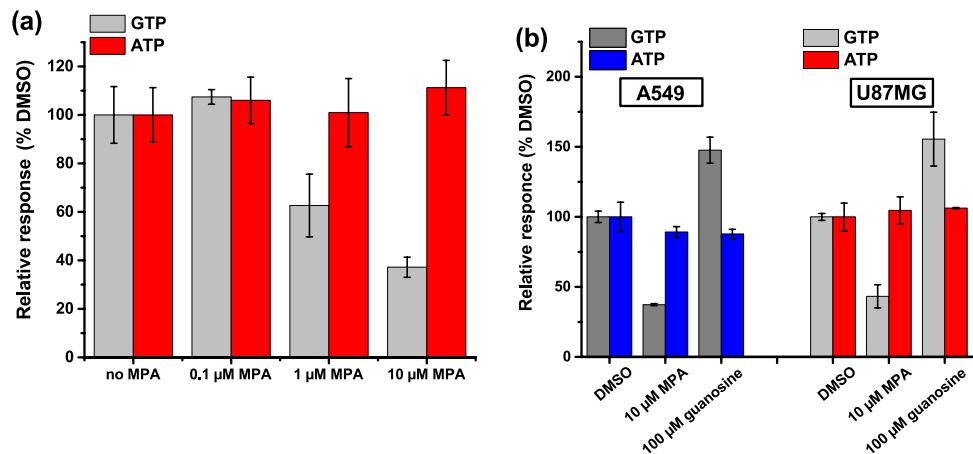 (a)
GTP
ATP
Relative response (% DMSO)
120
100
80
60
40
20
0
no MPA
0.1 µM MPA
1 µM MPA
10 µM MPA
(b)
GTP
ATP
A549
GTP
ATP
U87MG
Relative responce (% DMSO)
200
150
100
50
0
DMSO
10 µM MPA
100 µM guanosine
DMSO
10 µM MPA
100 µM guanosine